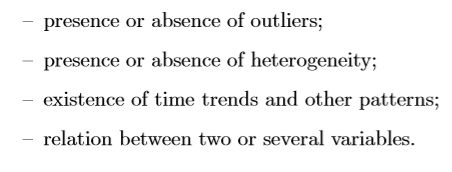 – presence or absence of outliers;
– presence or absence of heterogeneity;
– existence of time trends and other patterns;
– relation between two or several variables.